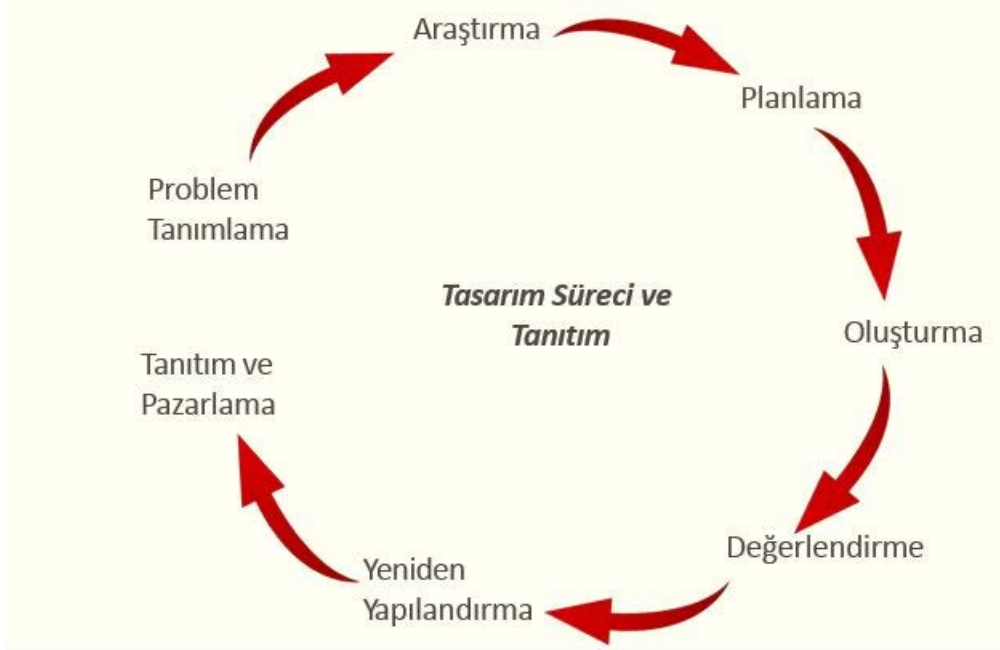 Araştırma
Planlama
Problem
Tanımlama
Tasarım Süreci ve
Tanıtım
Oluşturma
Tanıtım ve
Pazarlama
Değerlendirme
Yeniden
Yapılandırma